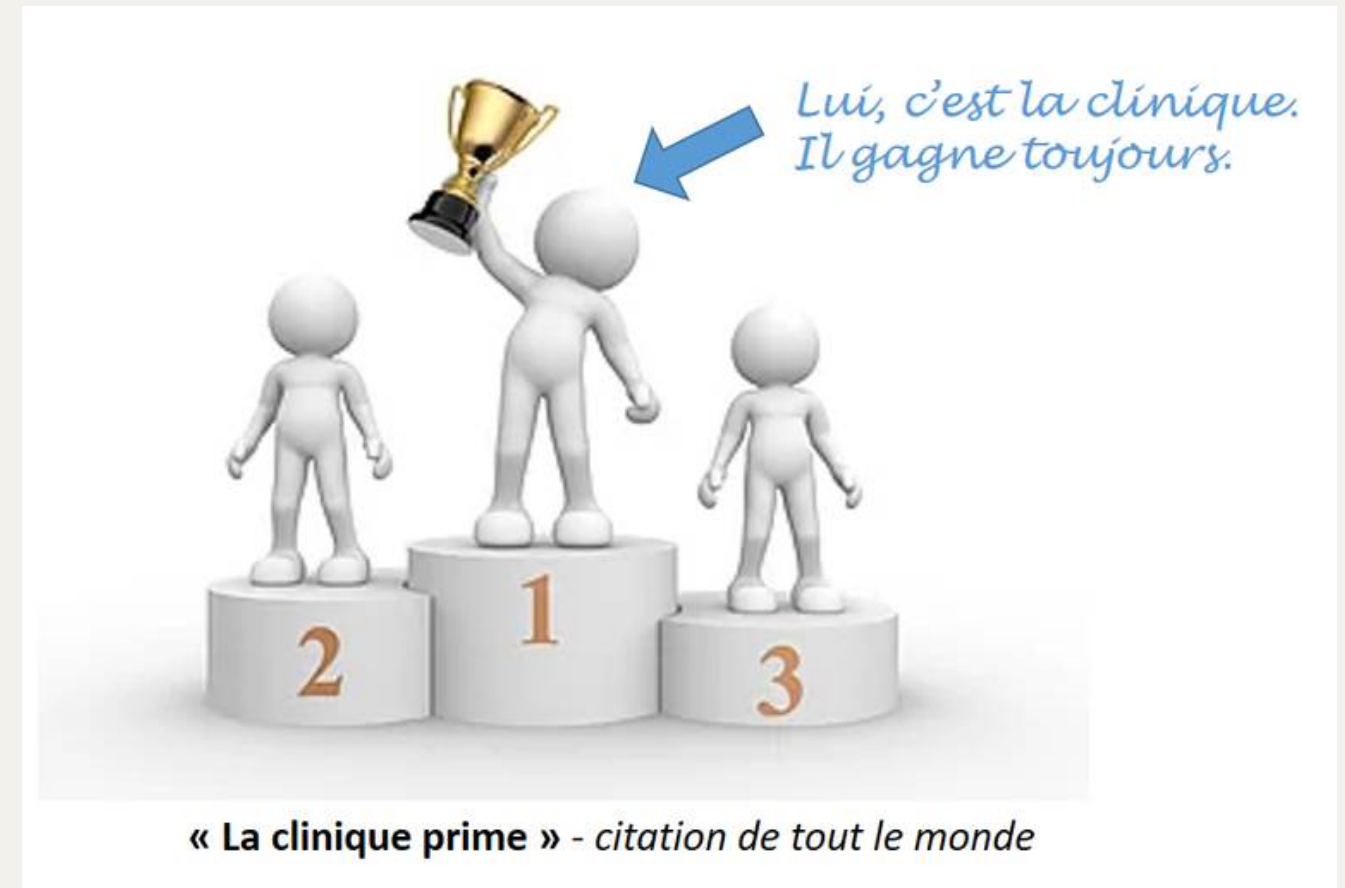 Lui, c’est la clinique.
Il gagne toujours.
1
2
3
« La clinique prime » - citation de tout le monde